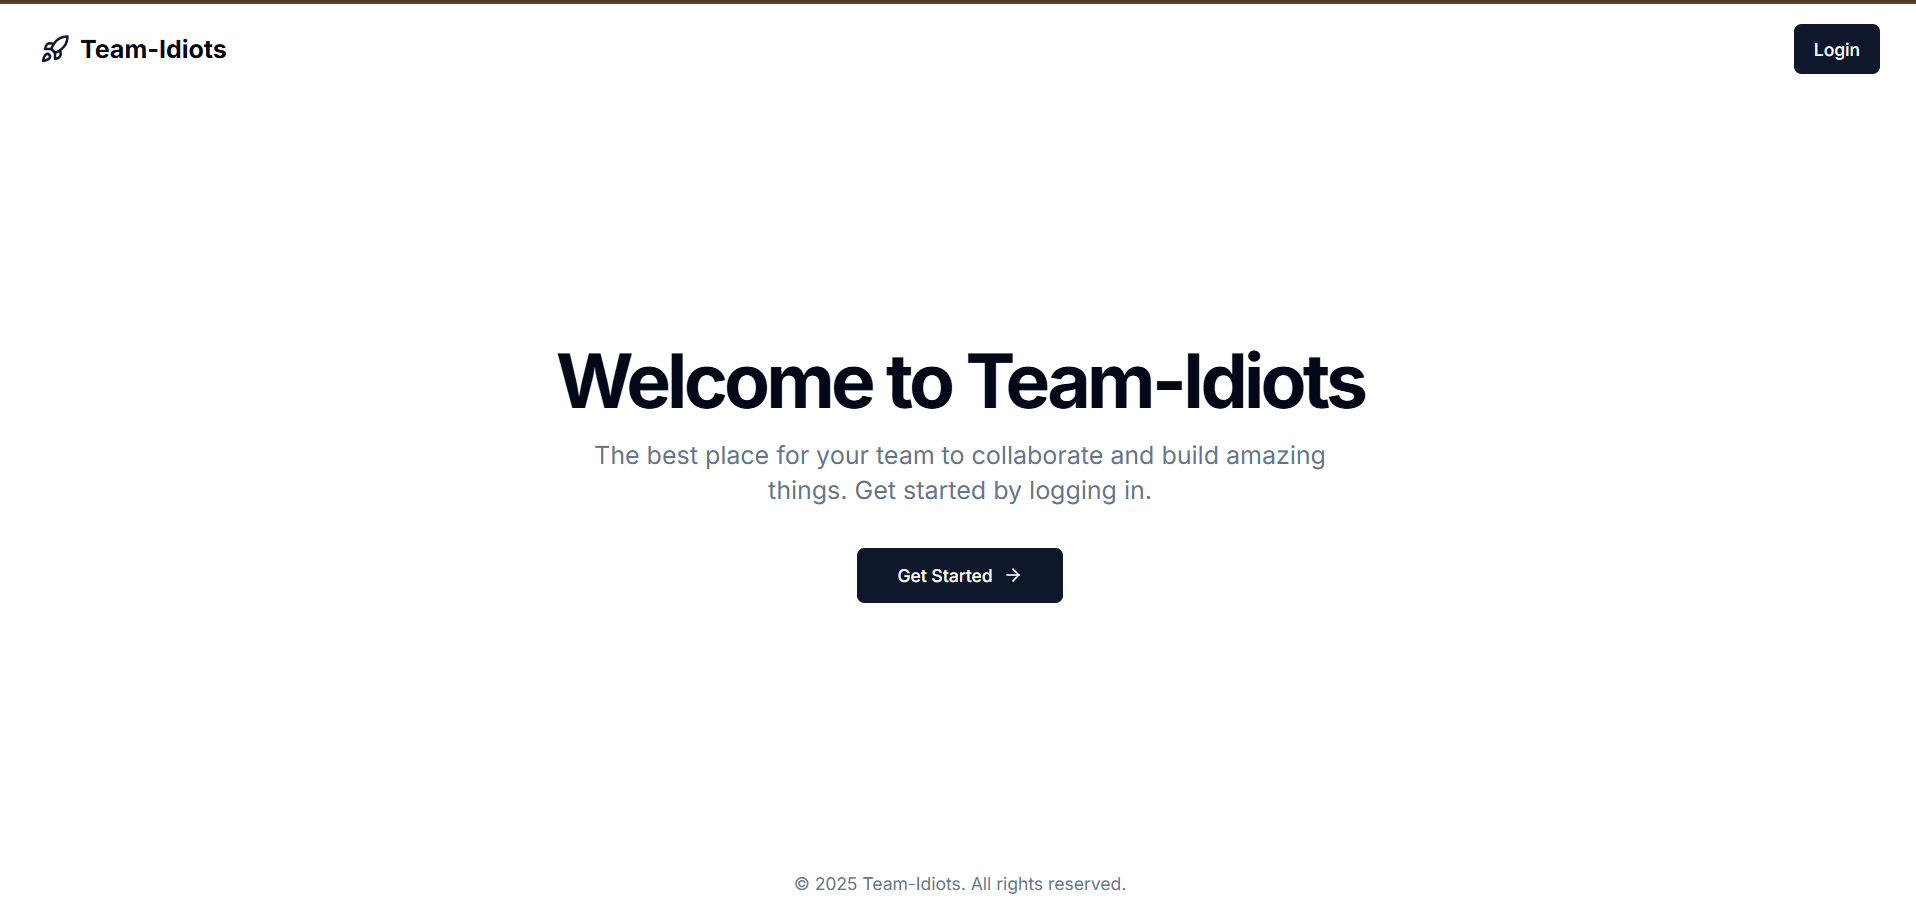 Team-Idiots
Login
Welcome to Team-Idiots
The best place for your team to collaborate and build amazing
things. Get started by logging in.
Get Started
© 2025 Team-Idiots. All rights reserved.